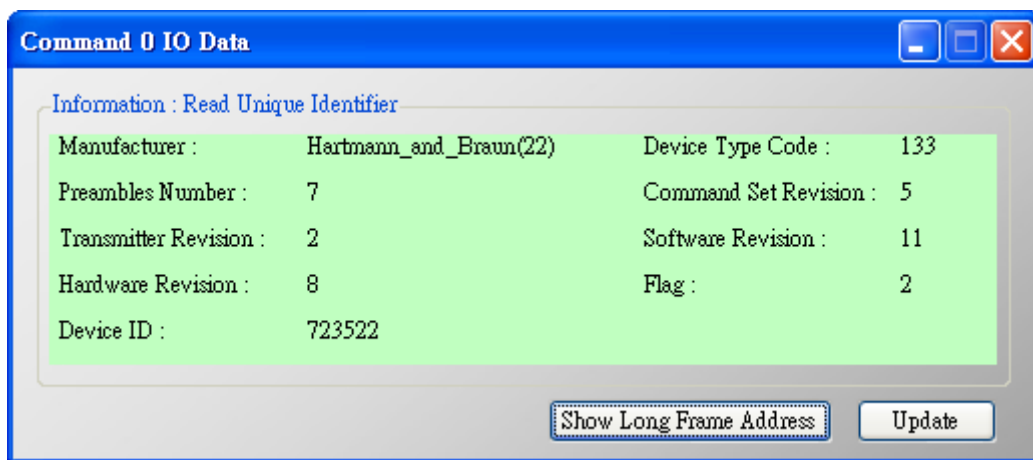 Command 0 IO Data
Information : Read Unique Identifier
Manufacturer : Hartmann_and_Braun(22) Device Type Code : 133
Preambles Number : 7 Command Set Revision : 5
Transmitter Revision : 2 Software Revision : 11
Hardware Revision : 8 Flag : 2
Device ID : 723522
Show Long Frame Address Update